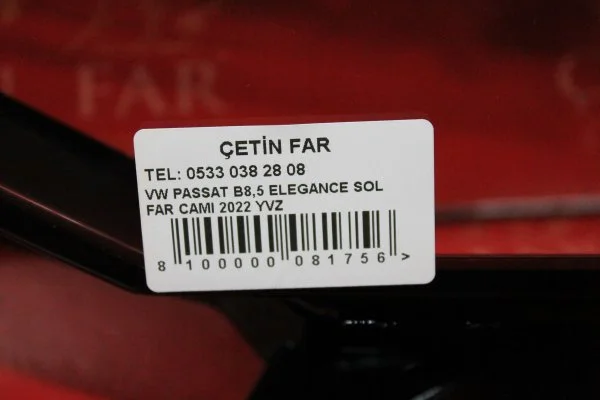 FAR
ÇETİN FAR
TEL: 0533 038 28 08
VW PASSAT B8,5 ELEGANCE SOL
FAR CAMI 2022 YVZ
8 100000 081756 >